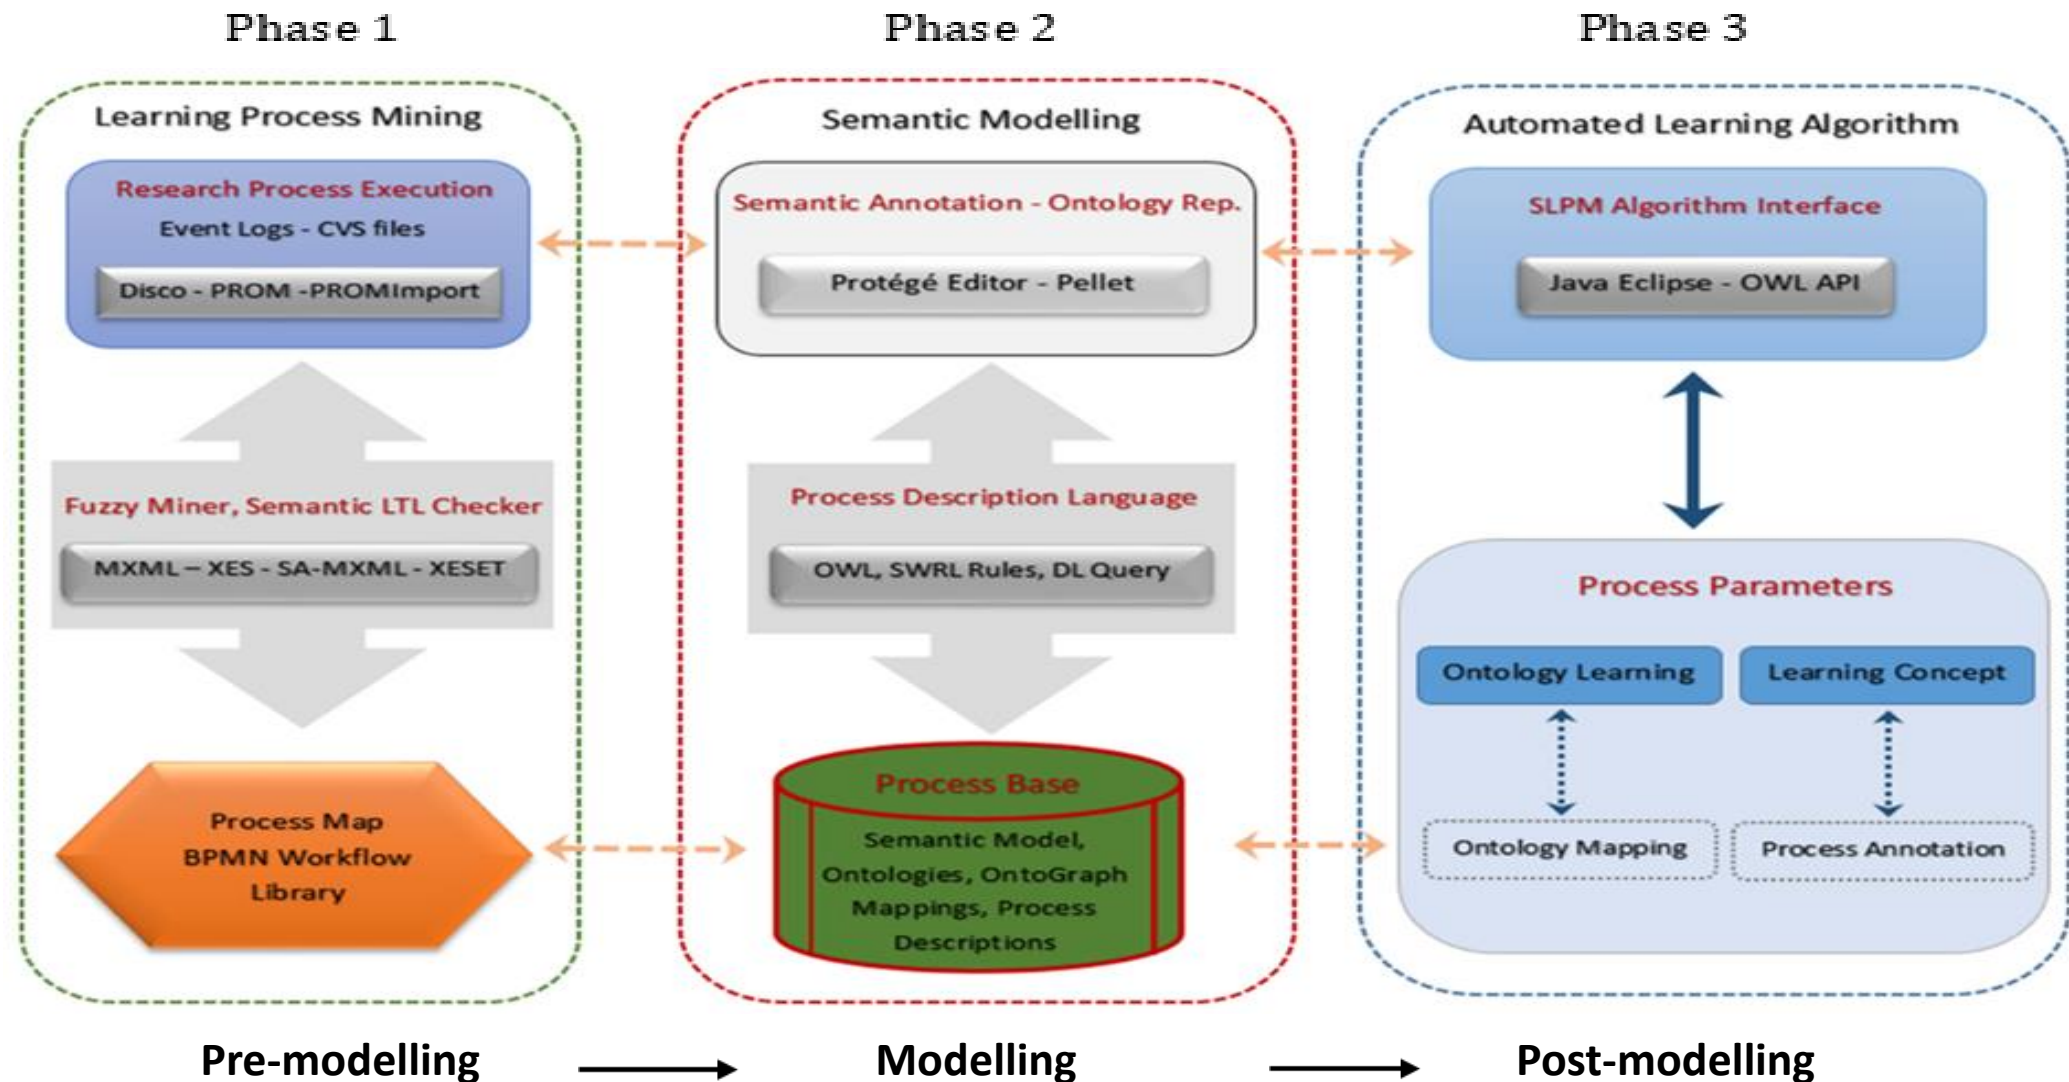 Phase 1
Learning Process Mining
Research Process Execution
Event Logs - CVS files
Disco - PROM -PROMImport
Fuzzy Miner, Semantic LTL Checker
MXML – XES - SA-MXML - XESET
Process Map
BPMN Workflow
Library
Pre-modelling
Phase 2
Semantic Modelling
Semantic Annotation - Ontology Rep.
Protégé Editor - Pellet
Process Description Language
OWL, SWRL Rules, DL Query
Process Base
Semantic Model,
Ontologies, OntoGraph
Mappings, Process
Descriptions
Modelling
Phase 3
Automated Learning Algorithm
SLPM Algorithm Interface
Java Eclipse - OWL API
Process Parameters
Ontology Learning
Learning Concept
Ontology Mapping
Process Annotation
Post-modelling